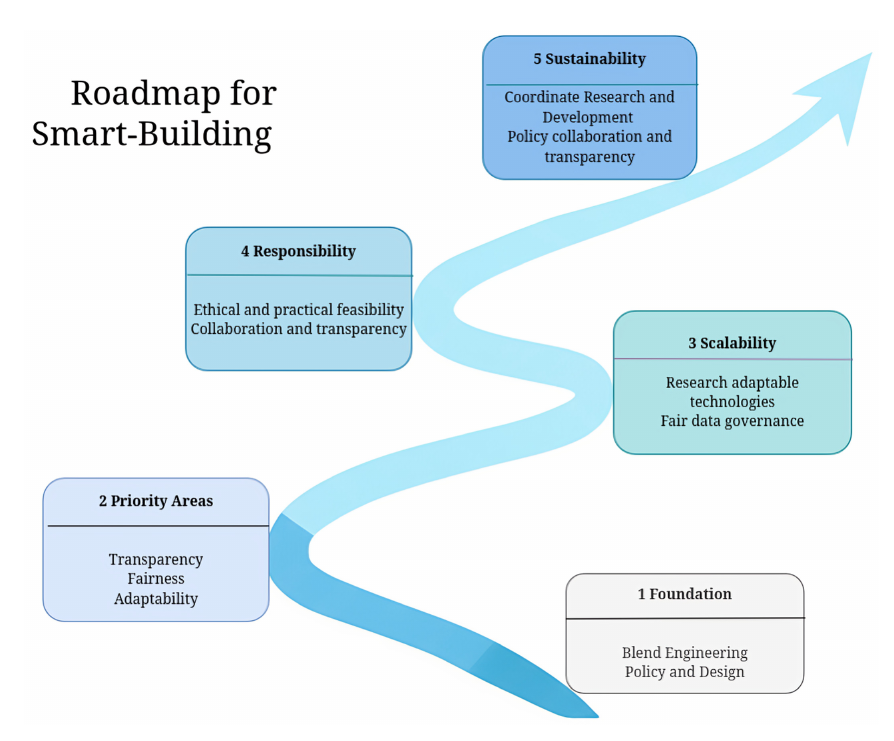 Roadmap for
Smart-Building
5 Sustainability
Coordinate Research and
Development
Policy collaboration and
transparency
4 Responsibility
Ethical and practical feasibility
Collaboration and transparency
3 Scalability
Research adaptable
technologies
Fair data governance
2 Priority Areas
Transparency
Fairness
Adaptability
1 Foundation
Blend Engineering
Policy and Design